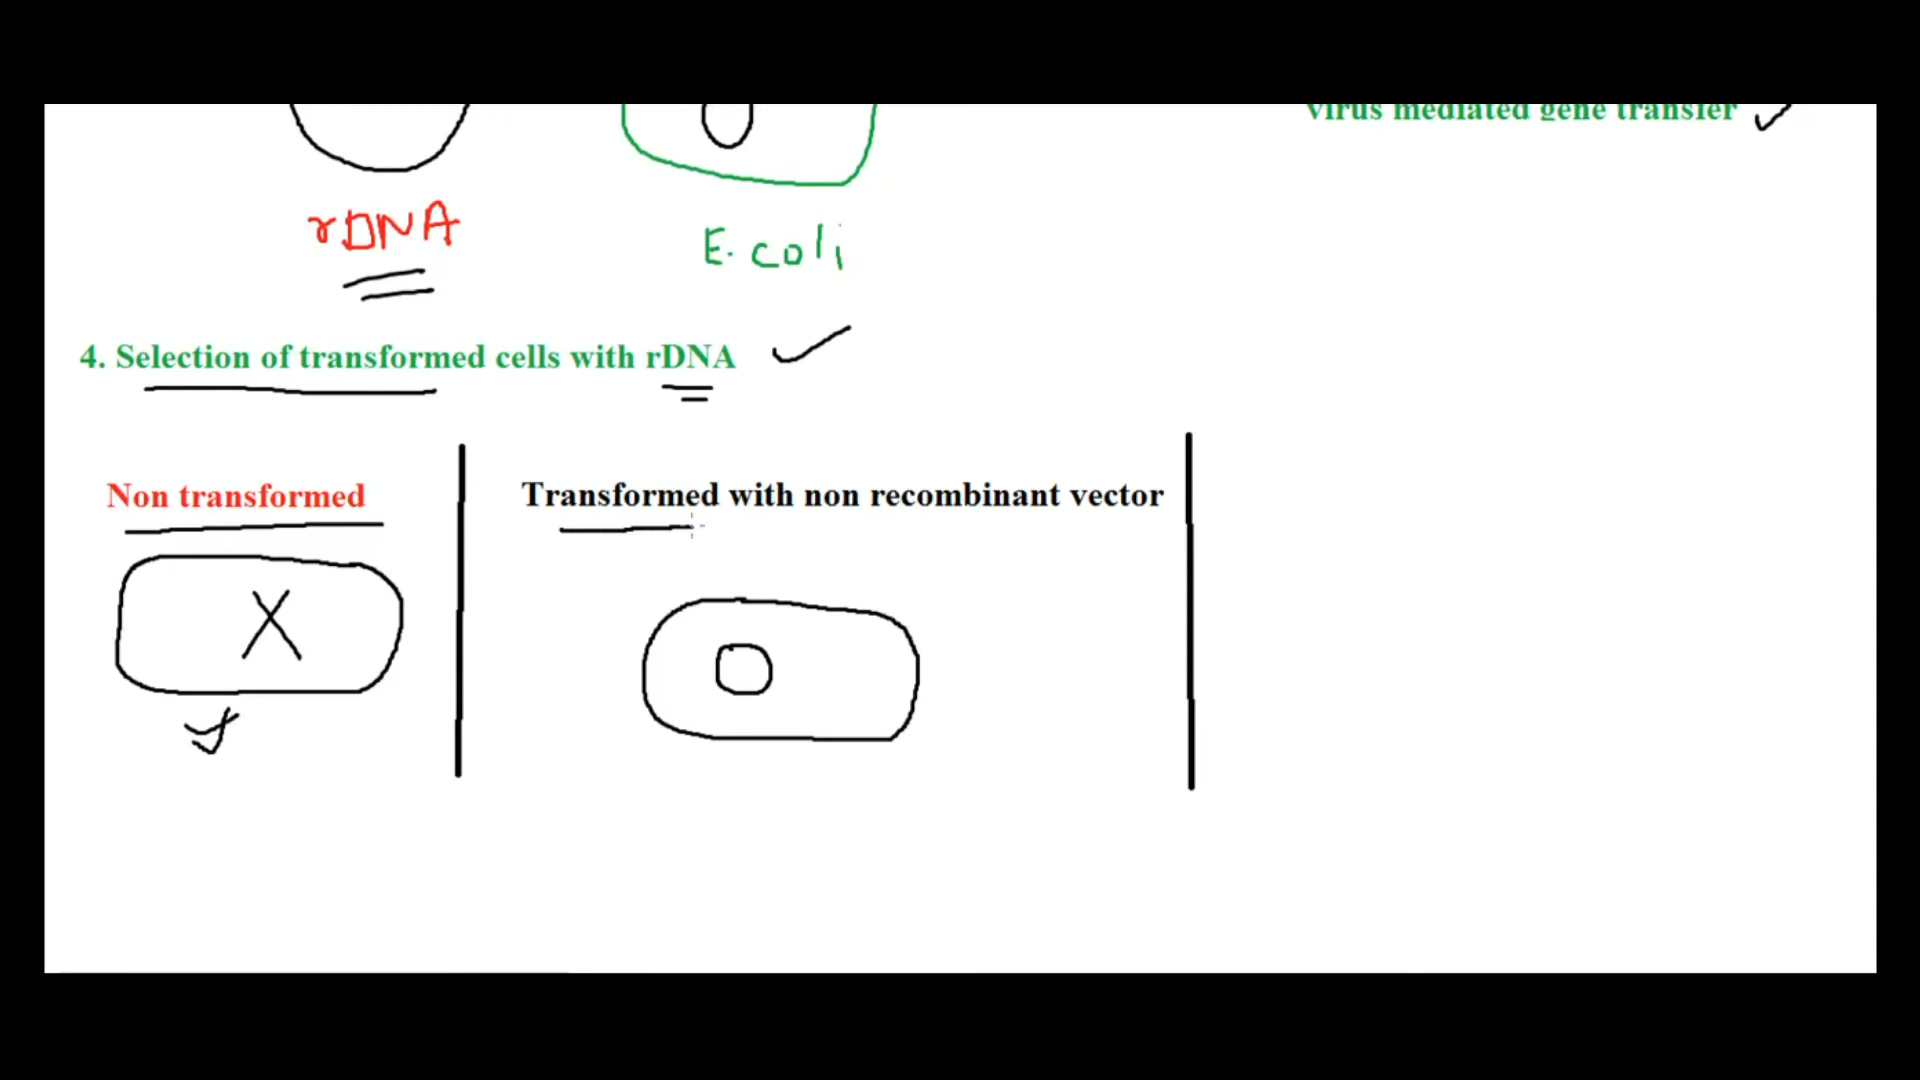 virus mediated gene transfer
rDNA
E. coli
4. Selection of transformed cells with rDNA
Non transformed
Transformed with non recombinant vector
X